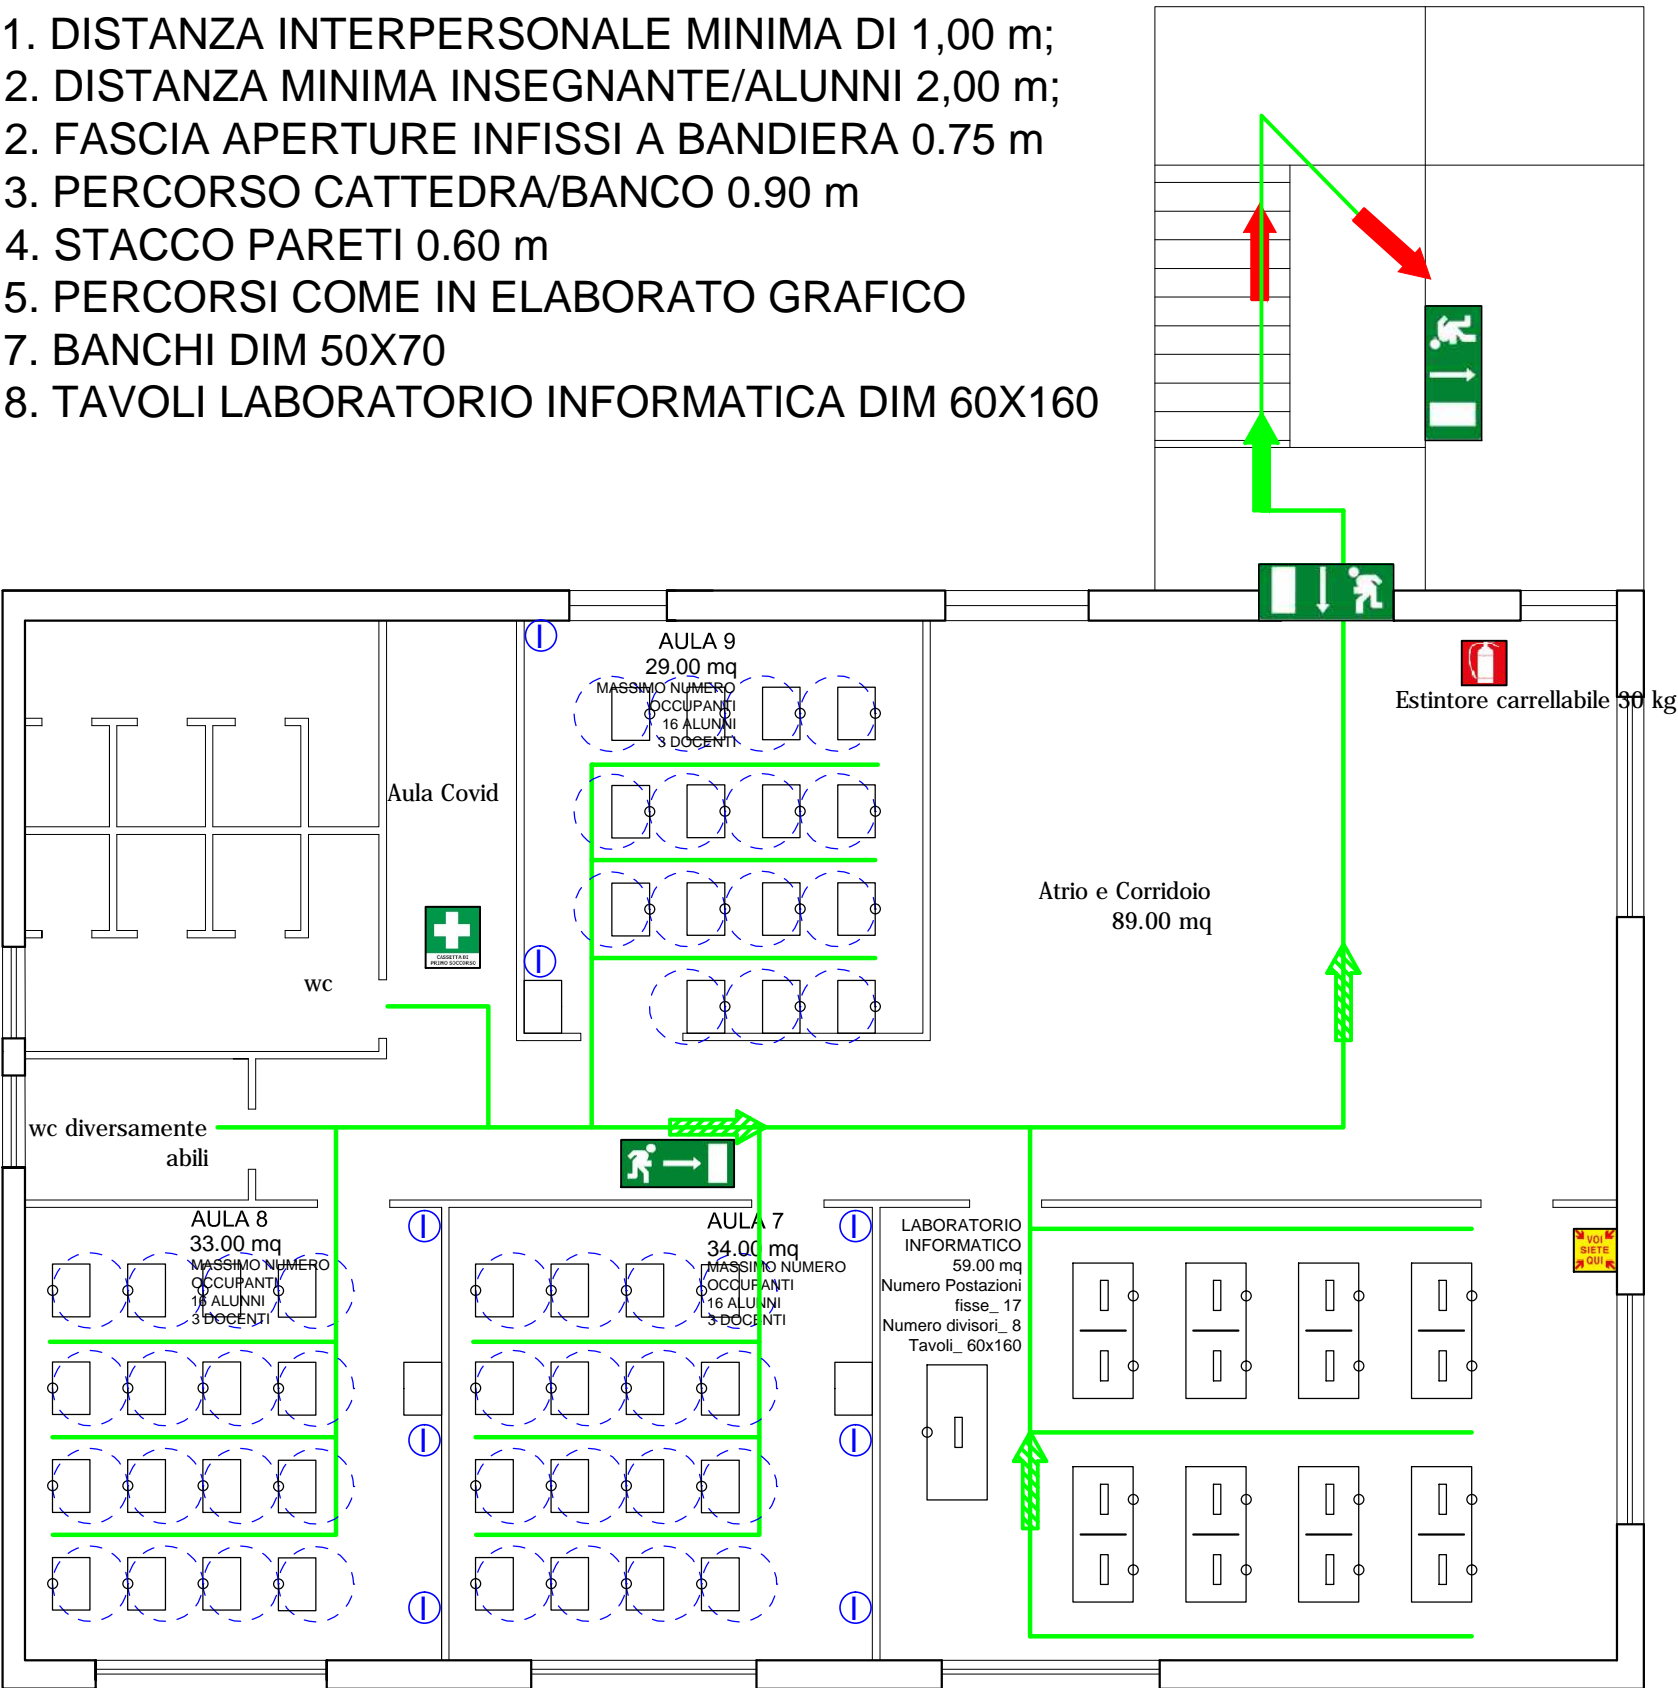 1. DISTANZA INTERPERSONALE MINIMA DI 1,00 m;
2. DISTANZA MINIMA INSEGNANTE/ALUNNI 2,00 m;
2. FASCIA APERTURE INFISSI A BANDIERA 0.75 m
3. PERCORSO CATTEDRA/BANCO 0.90 m
4. STACCO PARETI 0.60 m
5. PERCORSI COME IN ELABORATO GRAFICO
7. BANCHI DIM 50X70
8. TAVOLI LABORATORIO INFORMATICA DIM 60X160
AULA 9
29.00 mq
MASSIMO NUMERO
OCCUPANTI
16 ALUNNI
3 DOCENTI
Estintore carrellabile 30 kg
Aula Covid
Atrio e Corridoio
89.00 mq
CASSETTA DI
PRIMO SOCCORSO
wc
wc diversamente
abili
AULA 8
33.00 mq
MASSIMO NUMERO
OCCUPANTI
16 ALUNNI
3 DOCENTI
AULA 7
34.00 mq
MASSIMO NUMERO
OCCUPANTI
16 ALUNNI
3 DOCENTI
LABORATORIO
INFORMATICO
59.00 mq
Numero Postazioni
fisse_ 17
Numero divisori_ 8
Tavoli_ 60x160
VOI
SIETE
QUI